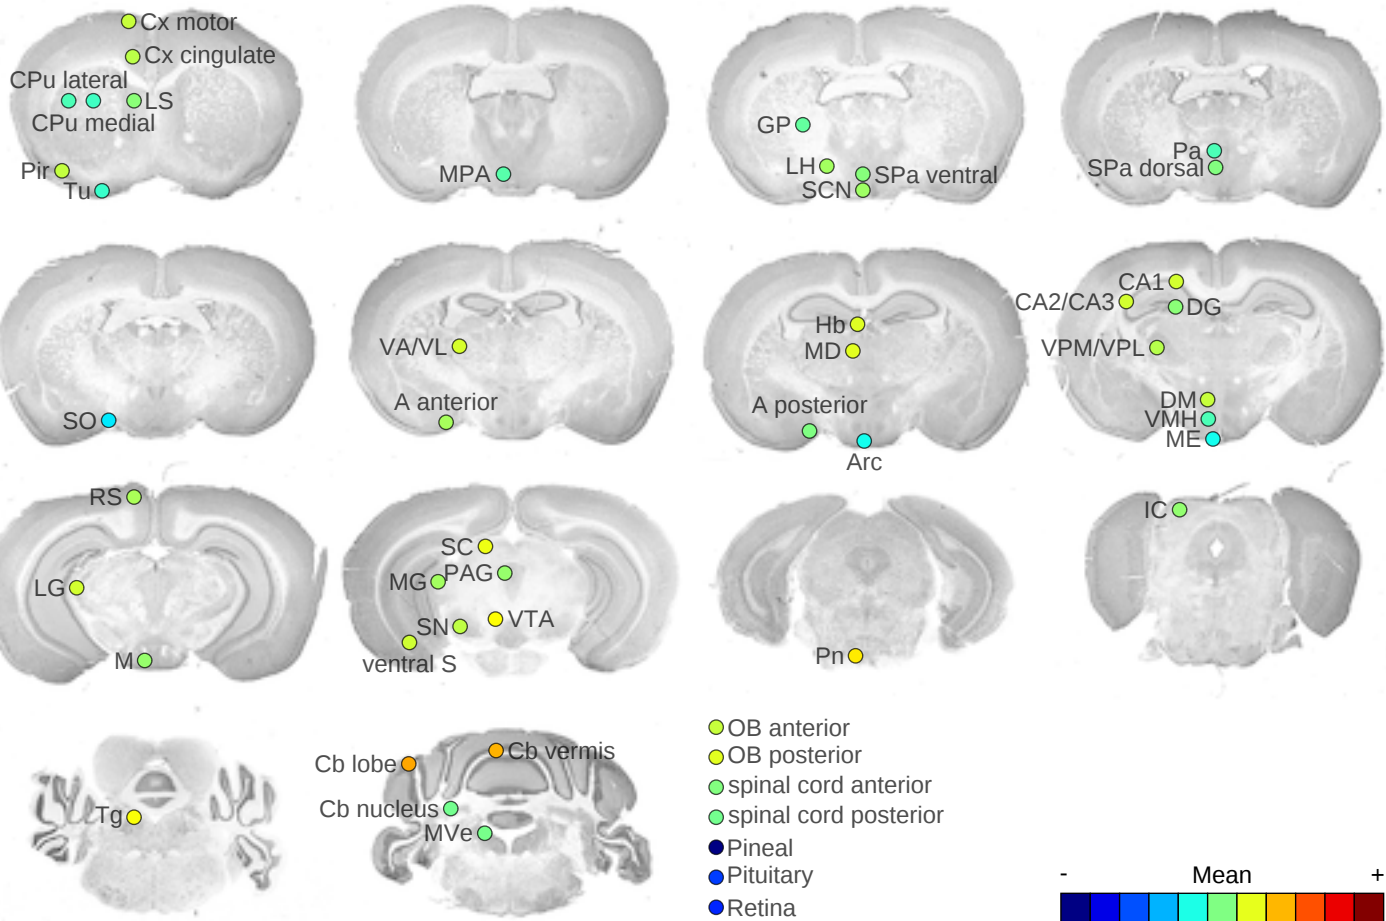 Cx motor
Cx cingulate
CPu lateral
LS
CPu medial
Pir
Tu
MPA
GP
LH
SPa ventral
SCN
Pa
SPa dorsal
SO
VA/VL
A anterior
Hb
MD
A posterior
Arc
CA1
CA2/CA3
DG
VPM/VPL
DM
VMH
ME
RS
LG
M
SC
MG
PAG
SN
VTA
ventral S
Pn
IC
Tg
Cb lobe
Cb vermis
Cb nucleus
MVe
OB anterior
OB posterior
spinal cord anterior
spinal cord posterior
Pineal
Pituitary
Retina
- Mean +